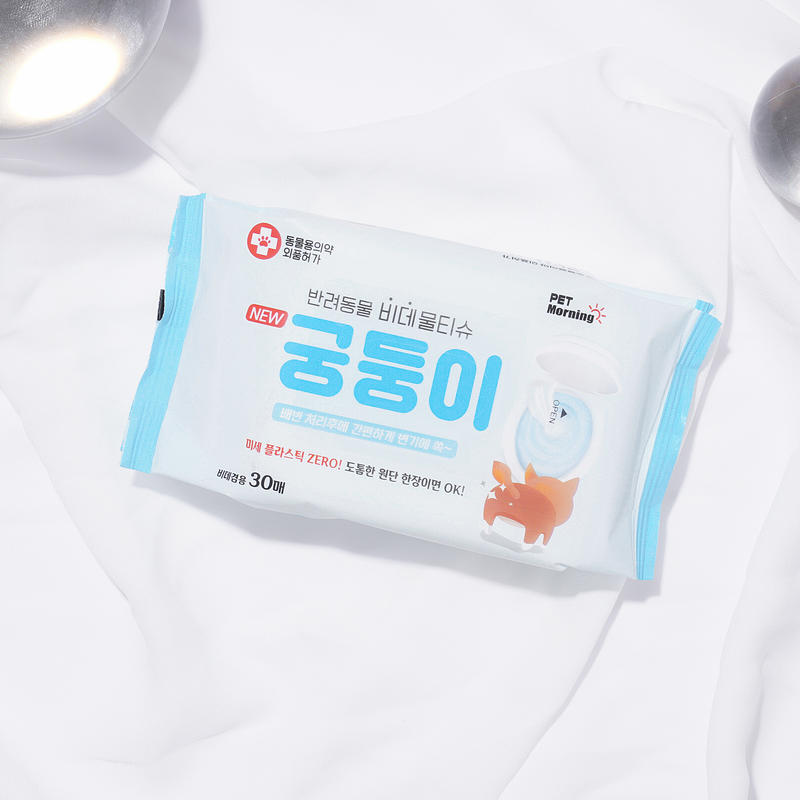 동물용의약
외품허가
PET
Morning
반려동물 비데물티슈
NEW
궁둥이
배변 처리후에 간편하게 변기에 쏙~
OPEN
미세 플라스틱 ZERO! 도톰한 원단 한장이면 OK!
비데겸용 30매